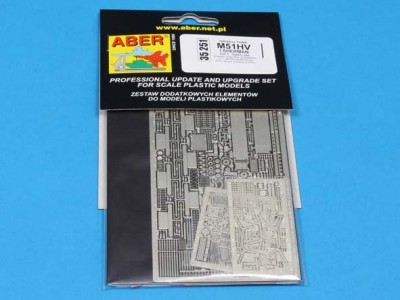 www.aber.net.pl
ABER
35 251
M51HV
I SHERMAN
PROFESSIONAL UPDATE AND UPGRADE SET
FOR SCALE PLASTIC MODELS
ZESTAW DODATKOWYCH ELEMENTÓW
DO MODELI PLASTIKOWYCH